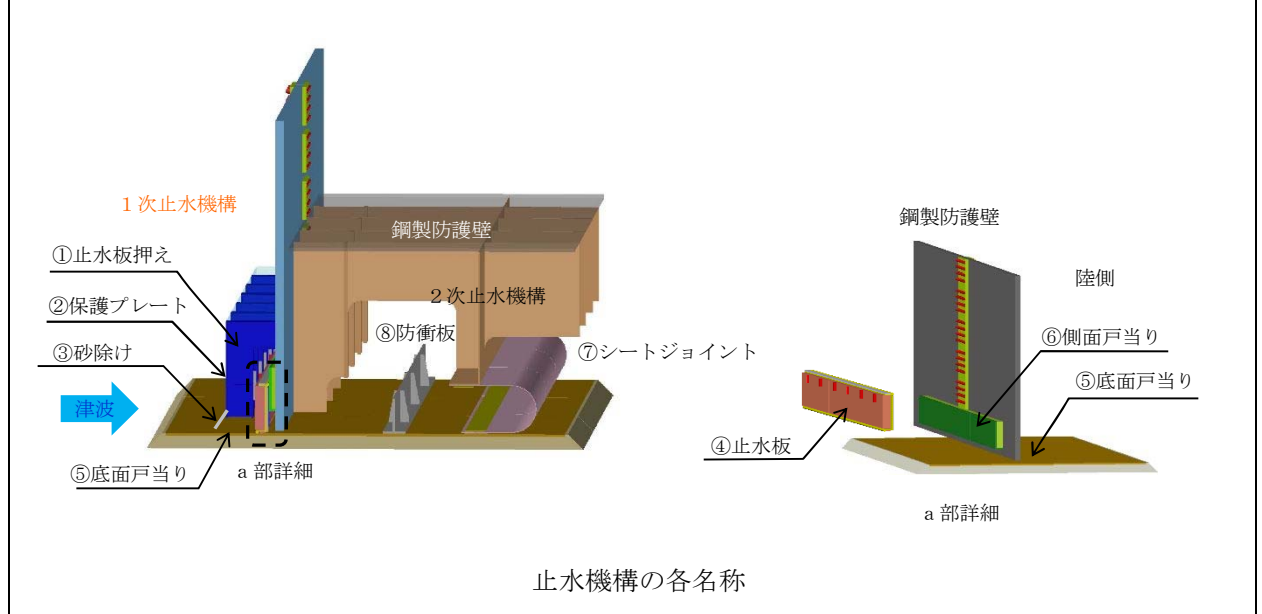 1次止水機構
①止水板押え
②保護プレート
③砂除け
津波
⑤底面戸当り
a 部詳細
鋼製防護壁
2次止水機構
⑧防衝板
⑦シートジョイント
鋼製防護壁
陸側
⑥側面戸当り
⑤底面戸当り
④止水板
a 部詳細
止水機構の各名称